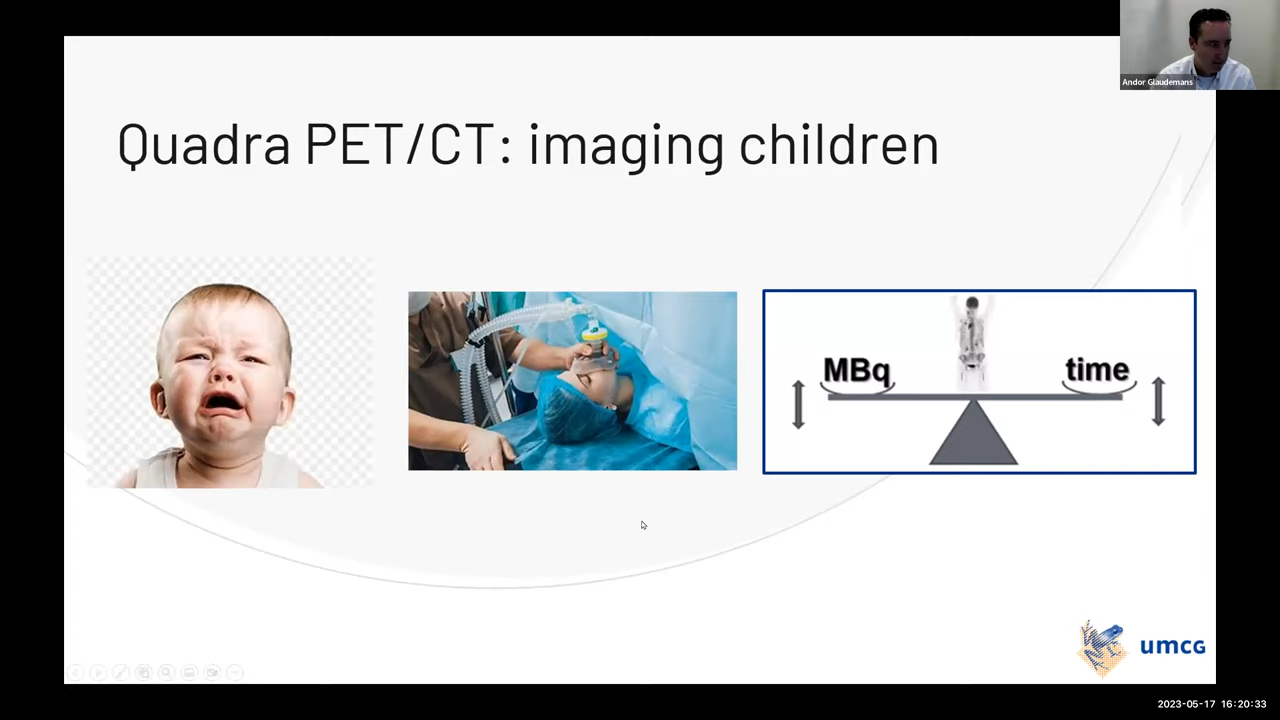 Andor Glaudemans
Quadra PET/CT: imaging children
MBq
time
umcg
2023-05-17 16:20:33